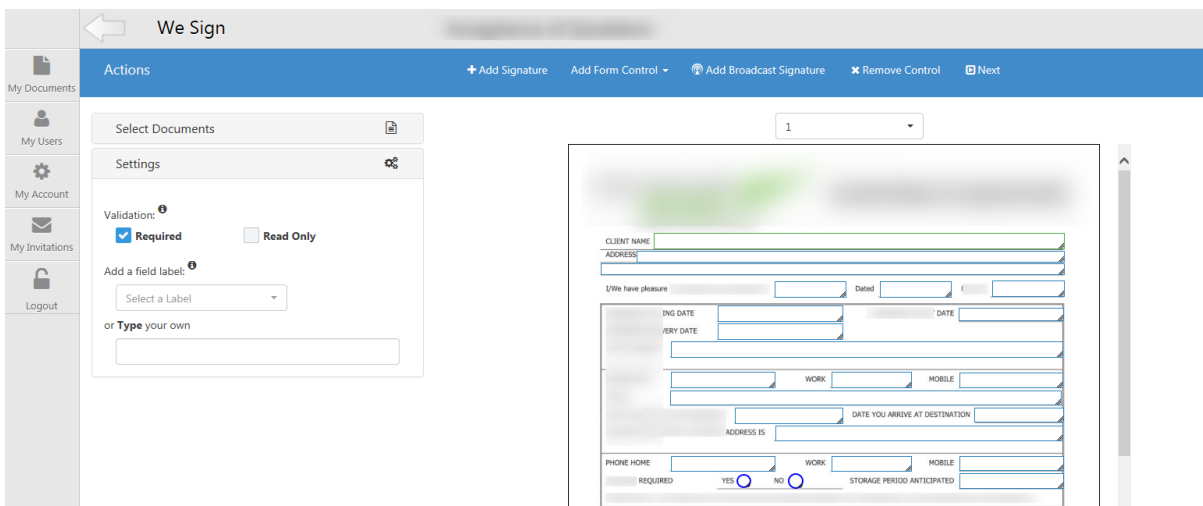 We Sign
My Documents
My Users
My Account
My Invitations
Logout
Actions
Add Signature Add Form Control Add Broadcast Signature Remove Control Next
Select Documents
Settings
Validation:
Required Read Only
Add a field label:
Select a Label
or Type your own
1
CLIENT NAME
ADDRESS
I/We have pleasure Dated
DATE DATE
DATE
WORK MOBILE
DATE YOU ARRIVE AT DESTINATION
ADDRESS IS
PHONE HOME WORK MOBILE
REQUIRED YES NO STORAGE PERIOD ANTICIPATED